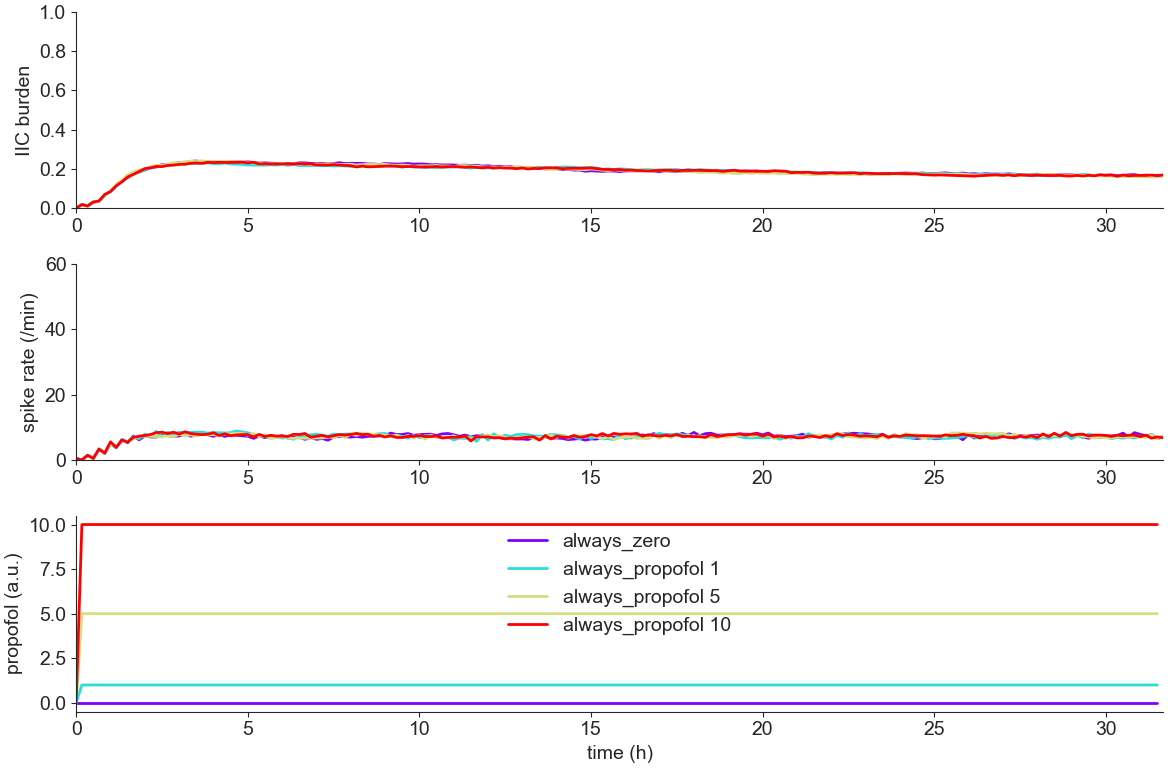 1.0
0.8
0.6
0.4
0.2
0.0
IIC burden
0 5 10 15 20 25 30
60
40
20
0
spike rate (/min)
0 5 10 15 20 25 30
10.0
7.5
5.0
2.5
0.0
propofol (a.u.)
always_zero
always_propofol 1
always_propofol 5
always_propofol 10
0 5 10 15 20 25 30
time (h)